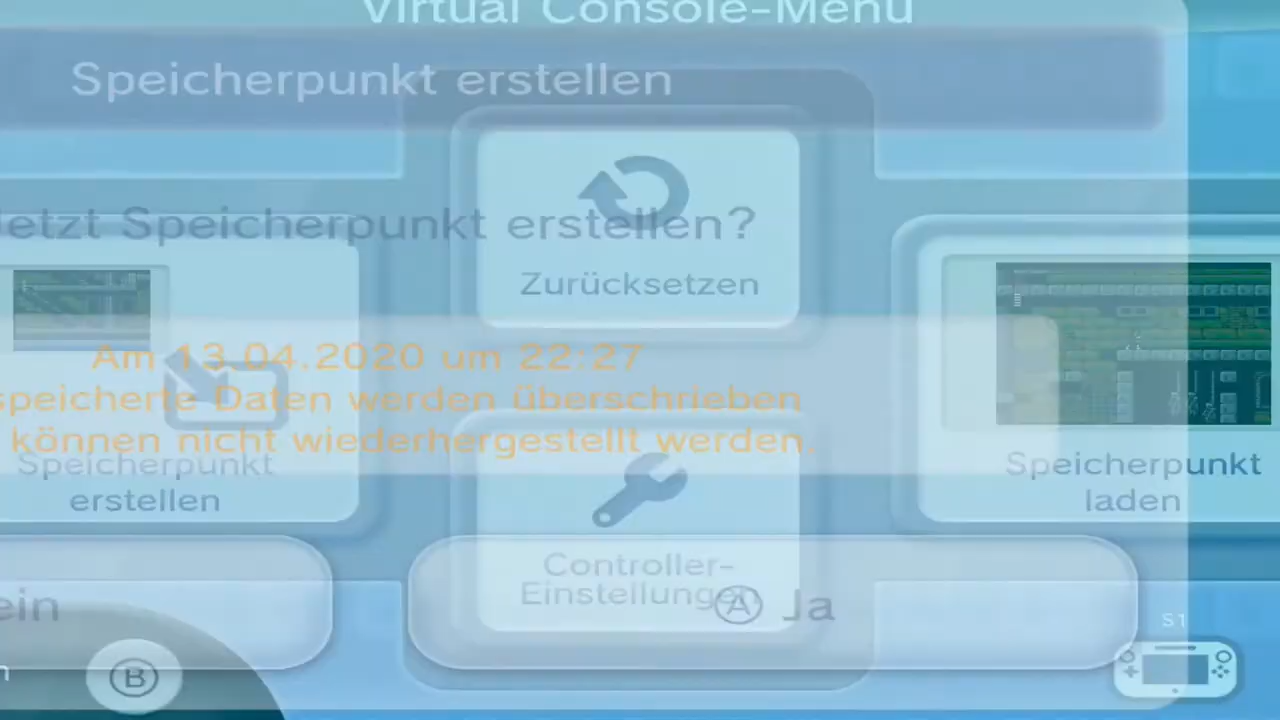 Virtual Console-Menü
Speicherpunkt erstellen
Jetzt Speicherpunkt erstellen?
Zurücksetzen
Am 13.04.2020 um 22:27
speicherte Daten werden überschrieben
können nicht wiederhergestellt werden.
Speicherpunkt
erstellen
Speicherpunkt
laden
Controller-
Einstellungen
ein
A Ja
S1
n
B